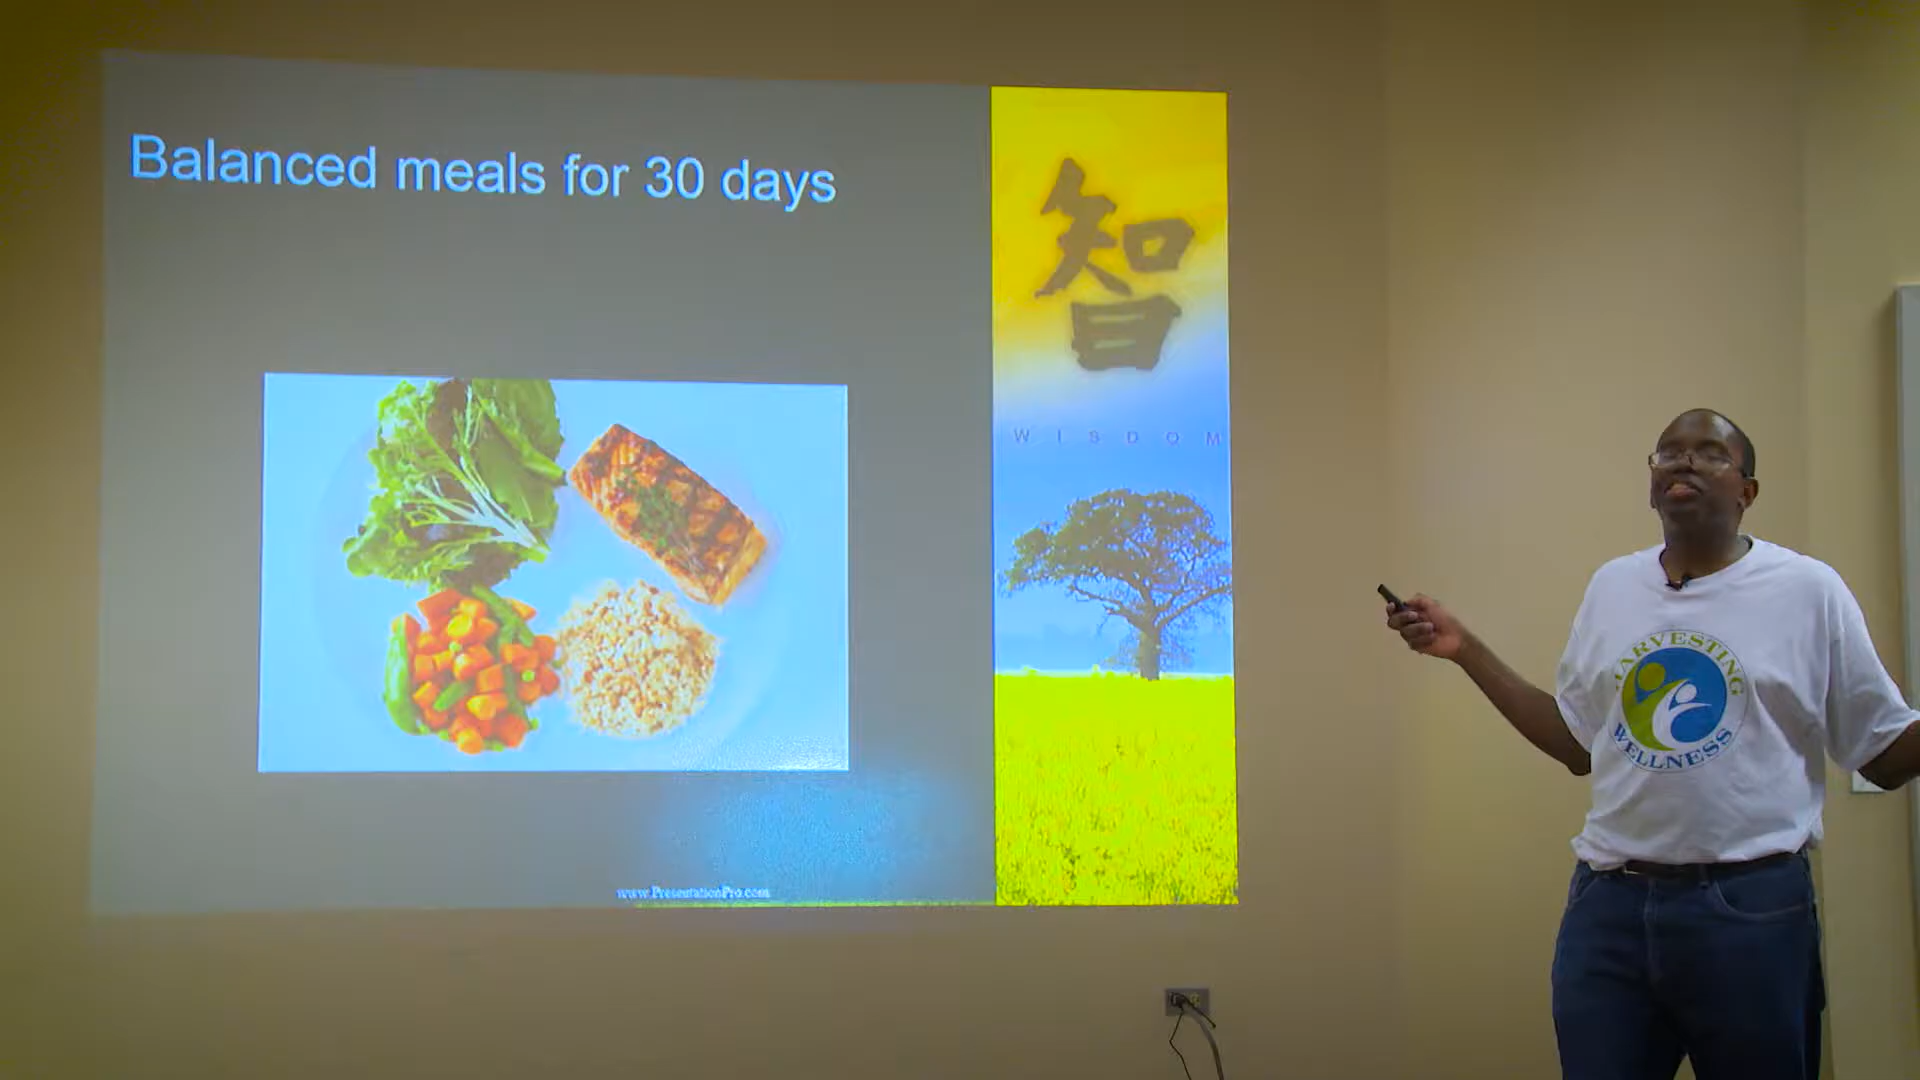 Balanced meals for 30 days
智
WISDOM
www.PresentationPro.com
HARVESTING
WELLNESS